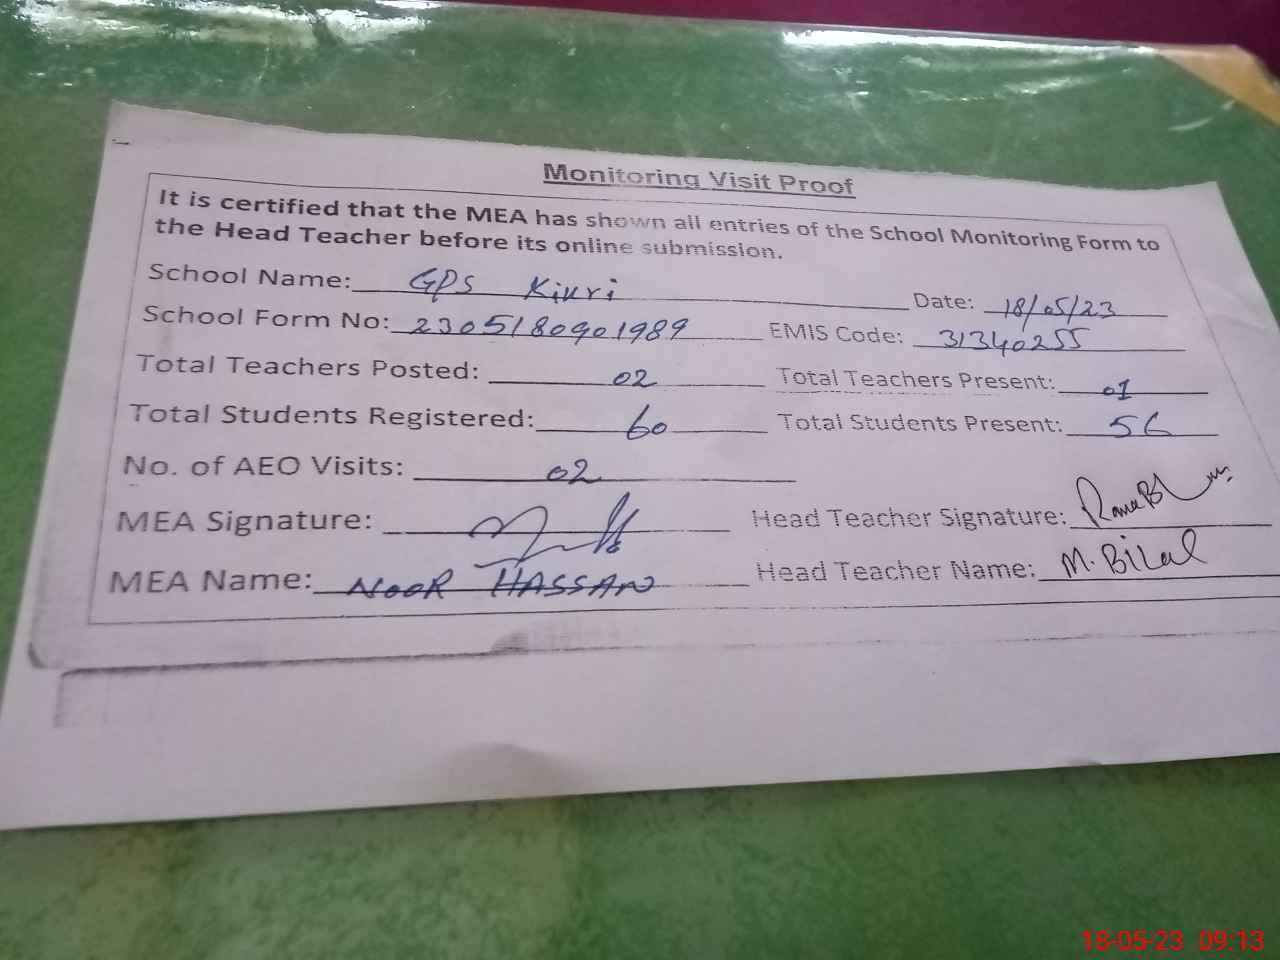 Monitoring Visit Proof
It is certified that the MEA has shown all entries of the School Monitoring Form to
the Head Teacher before its online submission.
School Name: GPS Kikri Date: 18/05/23
School Form No: 2305180901989 EMIS Code: 31340255
Total Teachers Posted: 02 Total Teachers Present: 01
Total Students Registered: 60 Total Students Present: 56
No. of AEO Visits: 02
MEA Signature: Head Teacher Signature:
MEA Name: NOOR HASSAN Head Teacher Name: M. Bilal
18-05-23 09:13